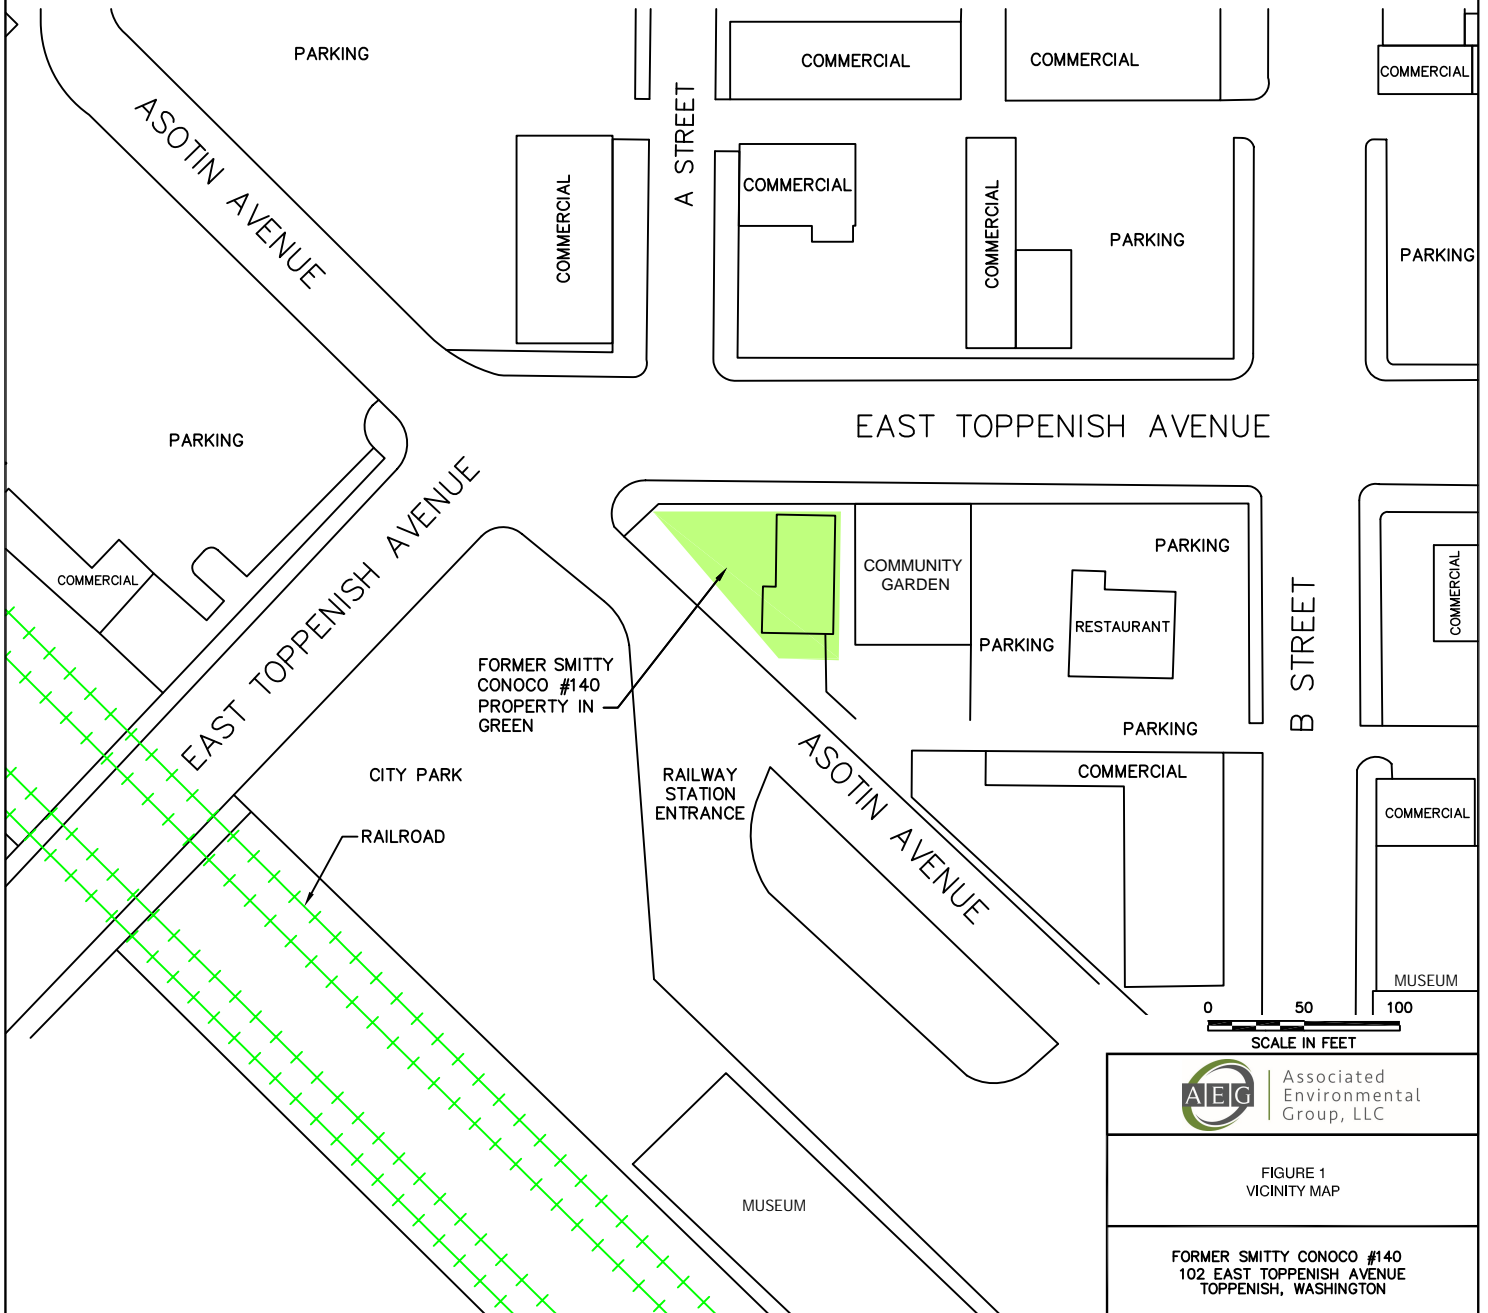 PARKING
COMMERCIAL
COMMERCIAL
COMMERCIAL
A STREET
ASOTIN AVENUE
COMMERCIAL
COMMERCIAL
COMMERCIAL
PARKING
PARKING
EAST TOPPENISH AVENUE
PARKING
EAST TOPPENISH AVENUE
COMMERCIAL
COMMUNITY
GARDEN
PARKING
COMMERCIAL
RESTAURANT
PARKING
B STREET
FORMER SMITTY
CONOCO #140
PROPERTY IN
GREEN
PARKING
CITY PARK
RAILWAY
STATION
ENTRANCE
ASOTIN AVENUE
COMMERCIAL
COMMERCIAL
RAILROAD
MUSEUM
0 50 100
SCALE IN FEET
AEG
Associated
Environmental
Group, LLC
FIGURE 1
VICINITY MAP
MUSEUM
FORMER SMITTY CONOCO #140
102 EAST TOPPENISH AVENUE
TOPPENISH, WASHINGTON